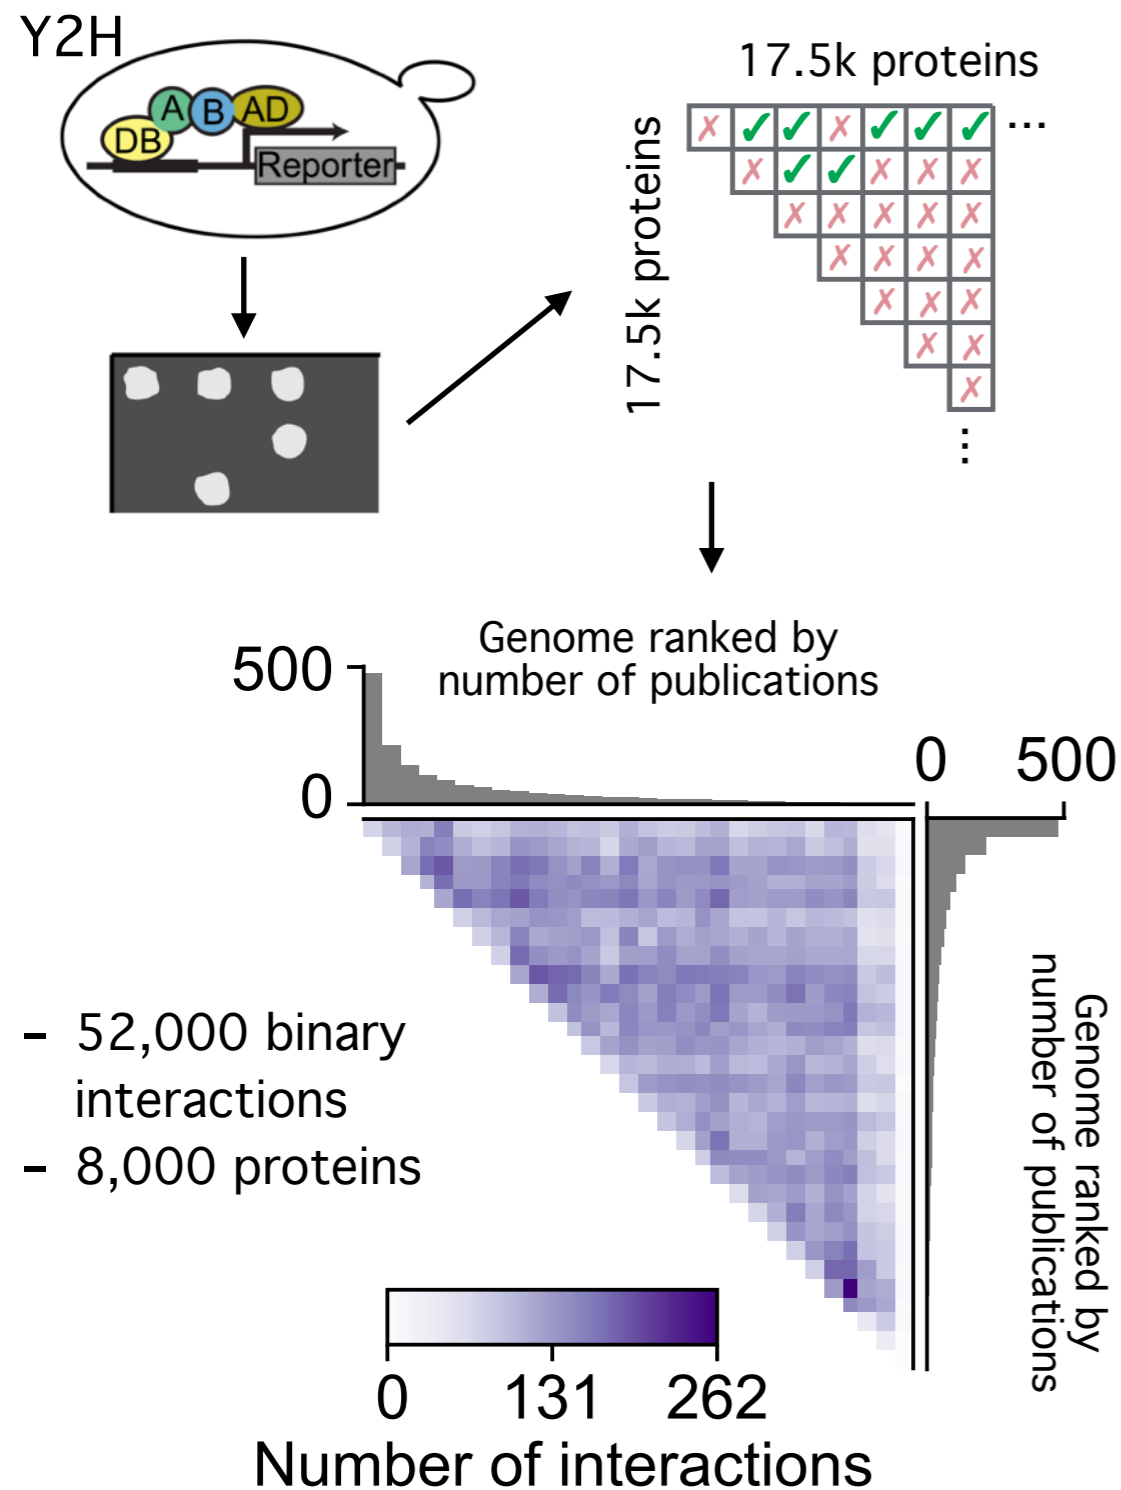 Y2H
A B AD
DB
Reporter
17.5k proteins
17.5k proteins
✗ ✓ ✓ ✗ ✓ ✓ ✓ ...
✗ ✓ ✓ ✗ ✗ ✗
✗ ✗ ✗ ✗ ✗
✗ ✗ ✗ ✗
✗ ✗ ✗
✗ ✗
✗
...
Genome ranked by
number of publications
500
0
0 500
Genome ranked by
number of publications
- 52,000 binary
interactions
- 8,000 proteins
0 131 262
Number of interactions